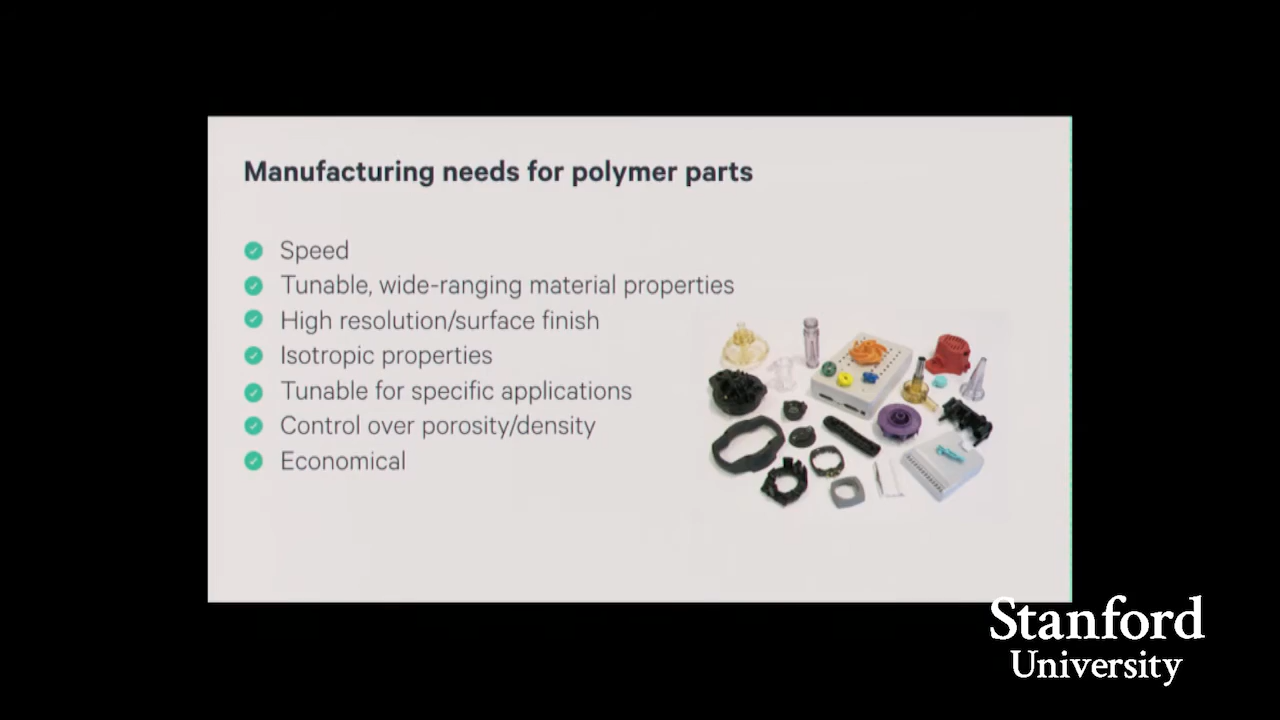 Manufacturing needs for polymer parts
Speed
Tunable, wide-ranging material properties
High resolution/surface finish
Isotropic properties
Tunable for specific applications
Control over porosity/density
Economical
Stanford
University